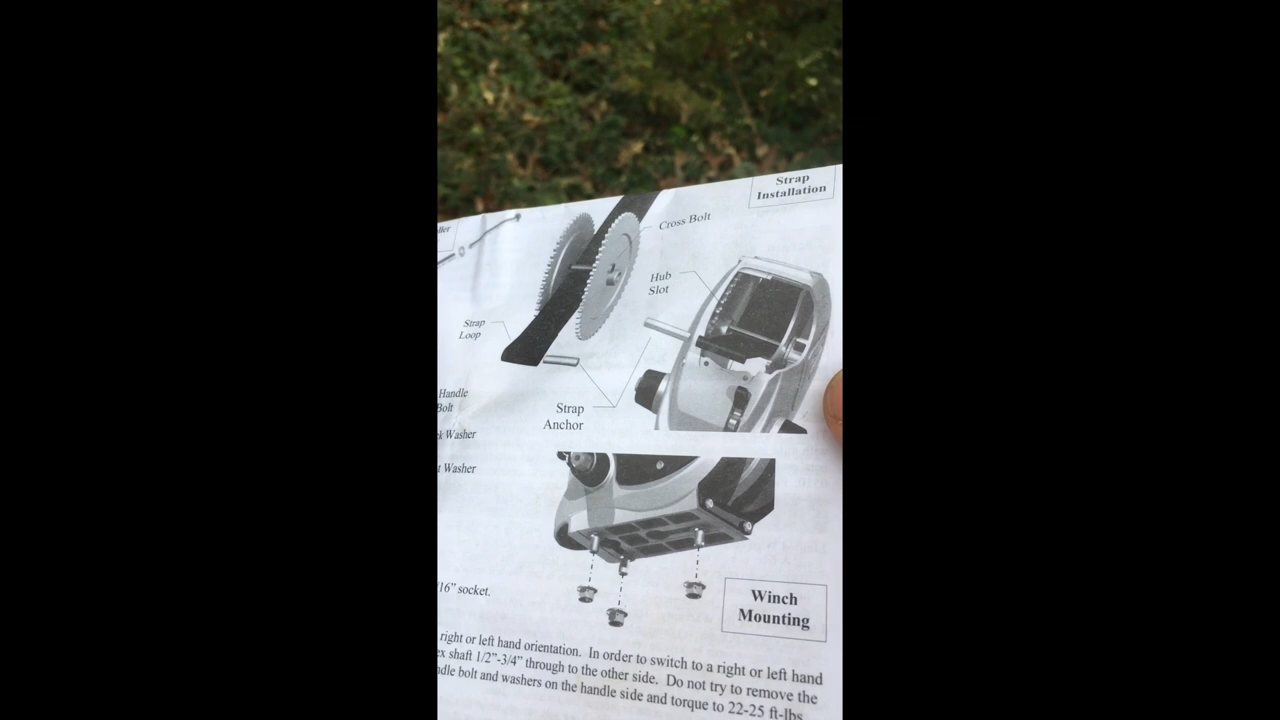 Strap
Installation
Cross Bolt
Hub
Slot
Strap
Loop
Strap
Anchor
Handle
Bolt
Washer
Washer
/16” socket.
Winch
Mounting
right or left hand orientation. In order to switch to a right or left hand
shaft 1/2”-3/4” through to the other side. Do not try to remove the
bolt and washers on the handle side and torque to 22-25 ft-lbs.